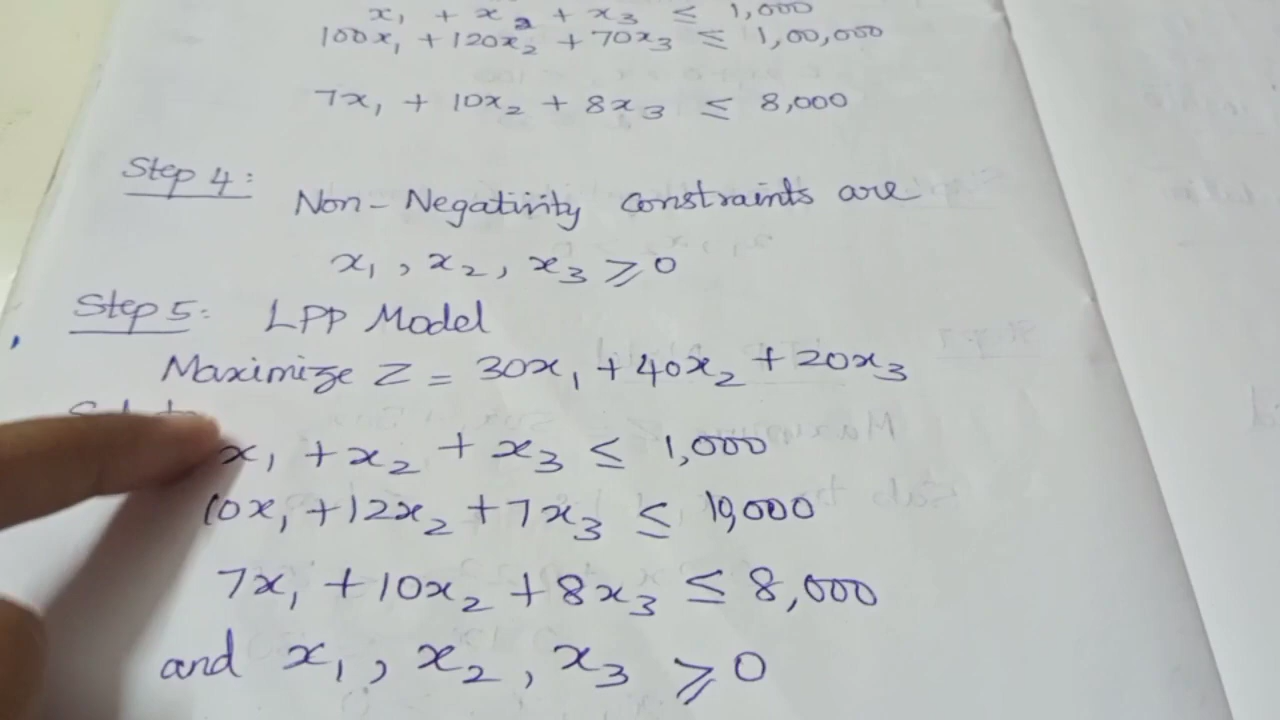 x₁ + x₂ + x₃ ≤ 1,000
100x₁ + 120x₂ + 70x₃ ≤ 1,00,000
7x₁ + 10x₂ + 8x₃ ≤ 8,000
Step 4:
Non-Negativity constraints are
x₁, x₂, x₃ ≥ 0
Step 5: LPP Model
Maximize Z = 30x₁ + 40x₂ + 20x₃
x₁ + x₂ + x₃ ≤ 1,000
10x₁ + 12x₂ + 7x₃ ≤ 10,000
7x₁ + 10x₂ + 8x₃ ≤ 8,000
and x₁, x₂, x₃ ≥ 0